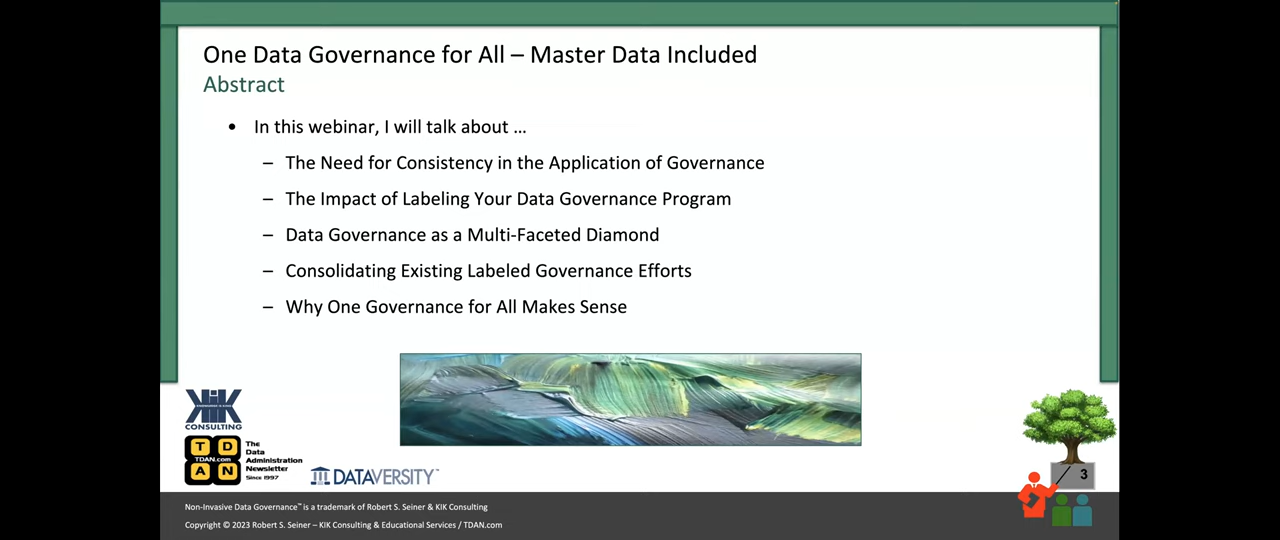 One Data Governance for All – Master Data Included
Abstract
• In this webinar, I will talk about …
– The Need for Consistency in the Application of Governance
– The Impact of Labeling Your Data Governance Program
– Data Governance as a Multi-Faceted Diamond
– Consolidating Existing Labeled Governance Efforts
– Why One Governance for All Makes Sense
KIK
CONSULTING
T D
TDAN.com
A N
The
Data
Administration
Newsletter
Since 1997
DATAVERSITY™
3
Non-Invasive Data Governance™ is a trademark of Robert S. Seiner & KIK Consulting
Copyright © 2023 Robert S. Seiner – KIK Consulting & Educational Services / TDAN.com